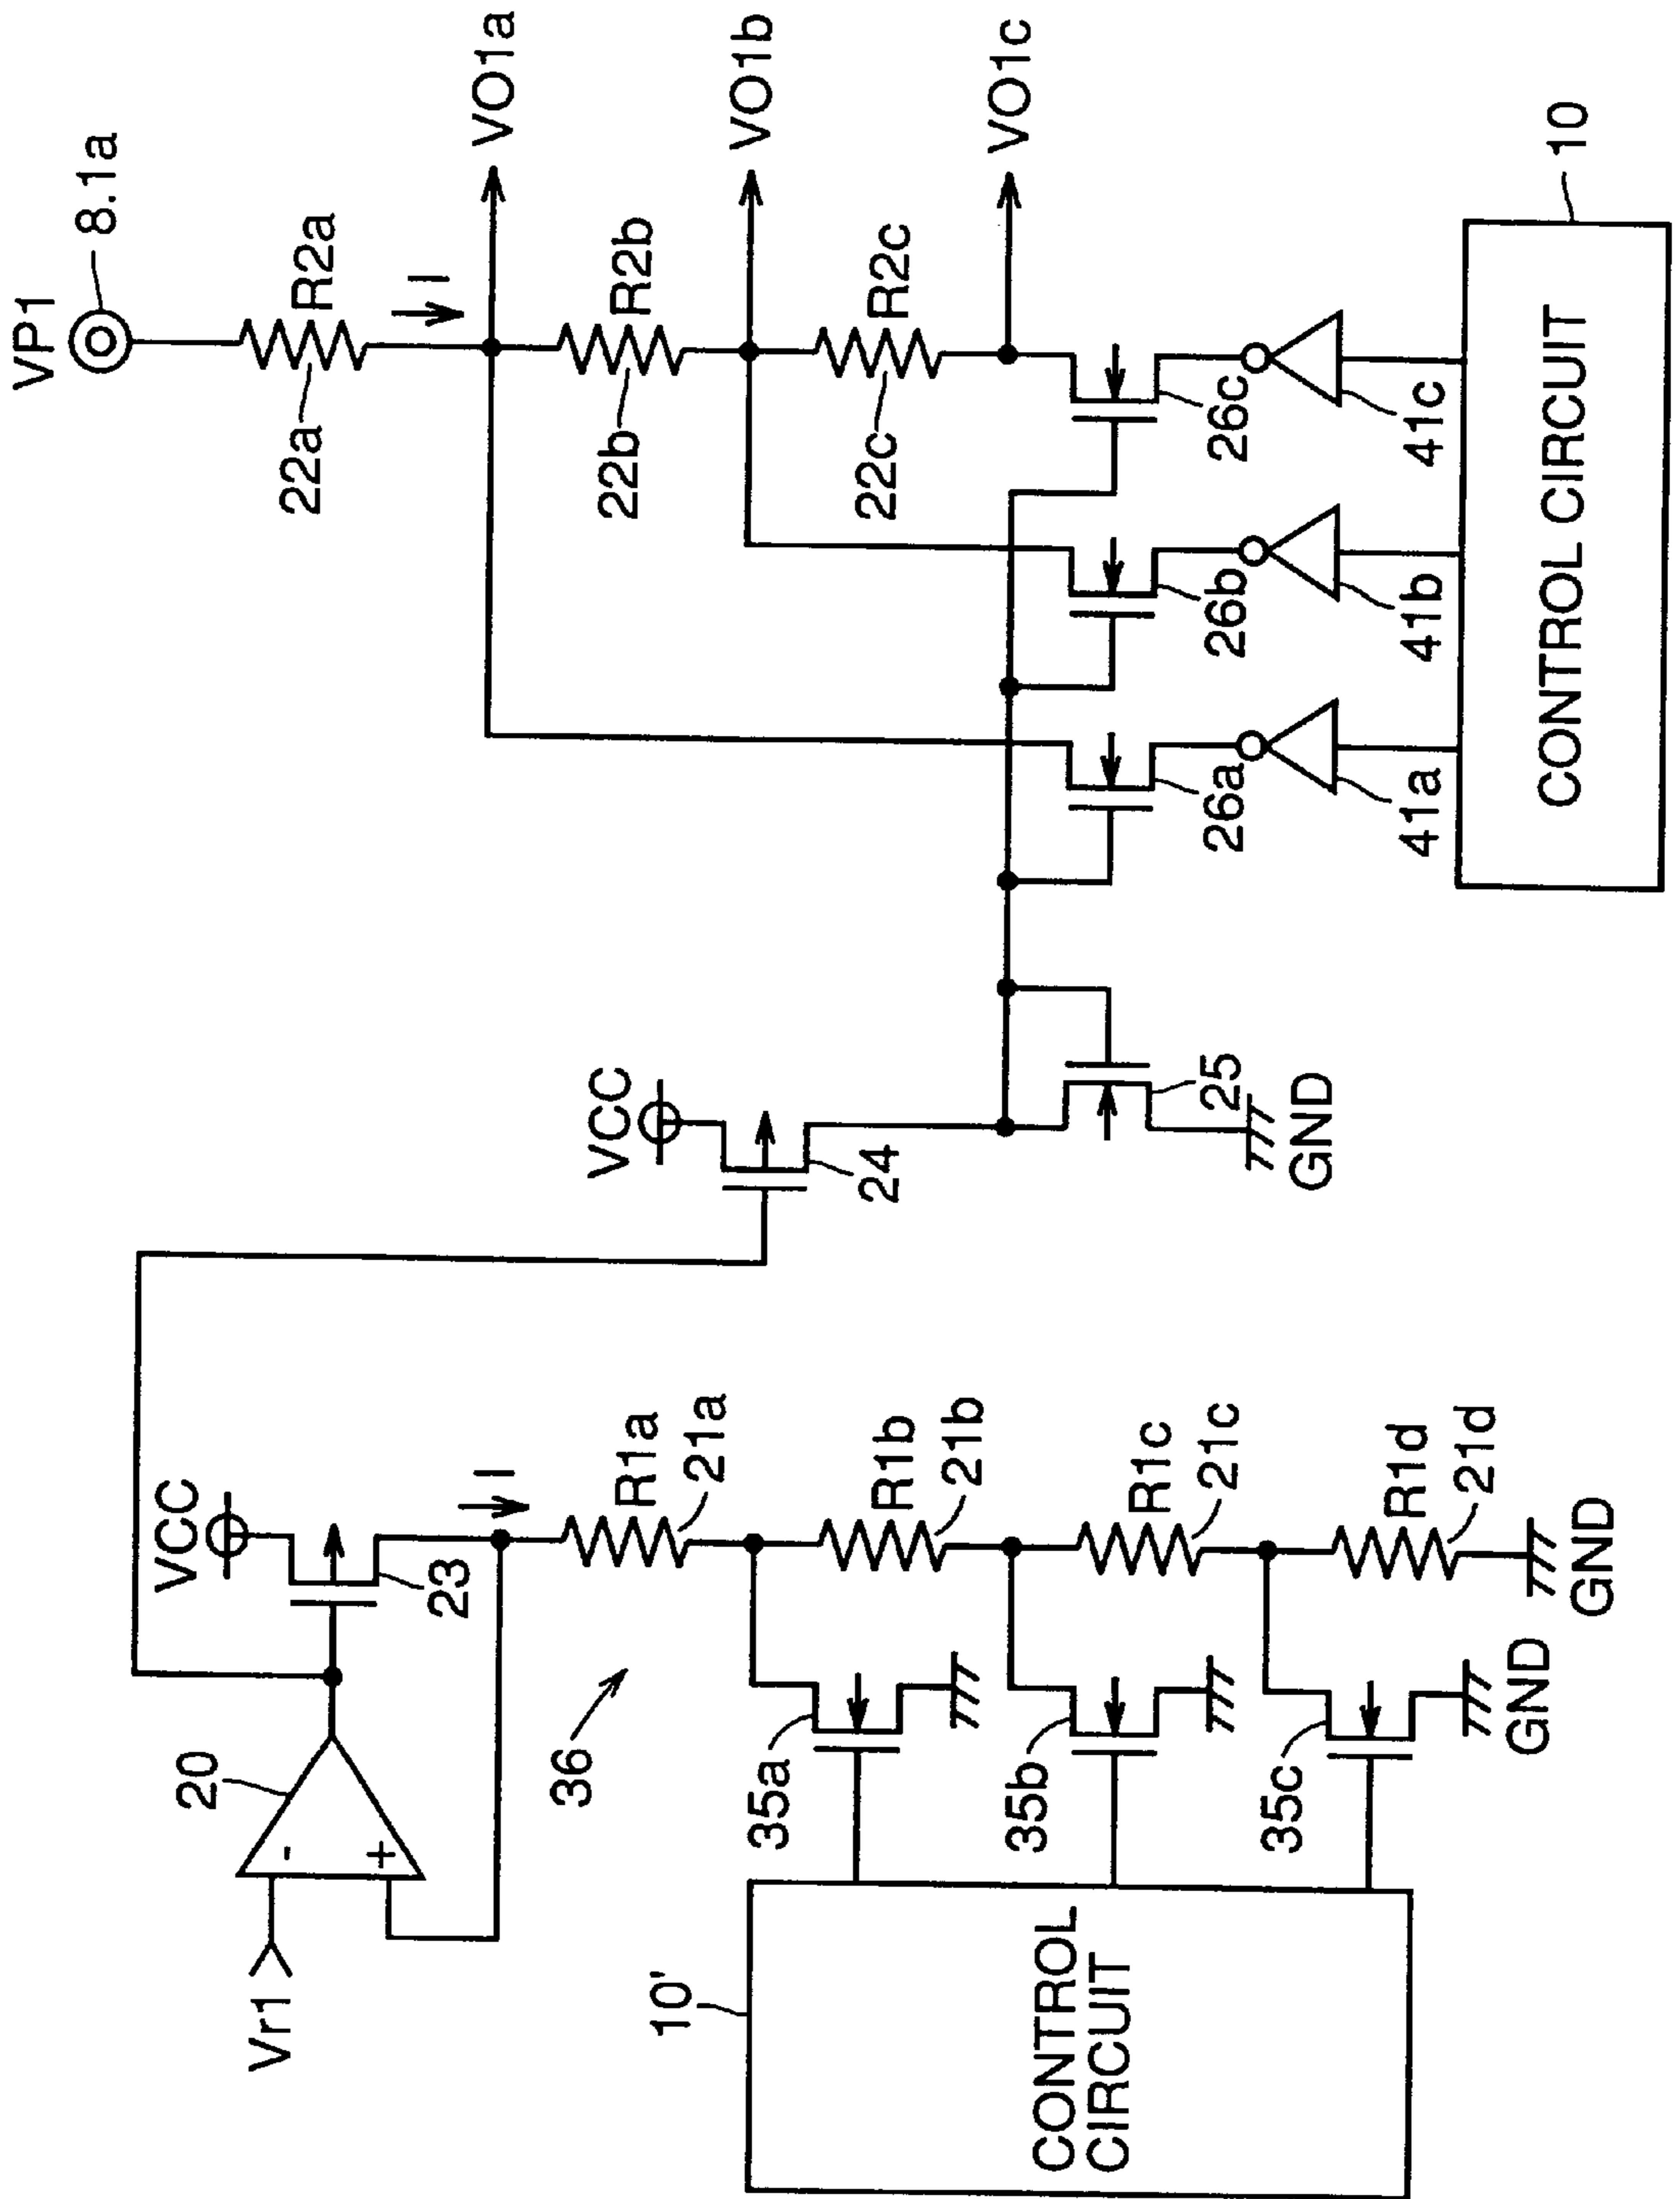 VP1
8.1a
R2a
22a
I
VO1a
R2b
22b
VO1b
R2c
22c
VO1c
26a
26b
26c
41a
41b
41c
CONTROL CIRCUIT
10
VCC
24
25
GND
VCC
23
20
-
+
Vr1
I
R1a
21a
36
R1b
21b
R1c
21c
R1d
21d
GND
35a
35b
35c
GND
10'
CONTROL
CIRCUIT